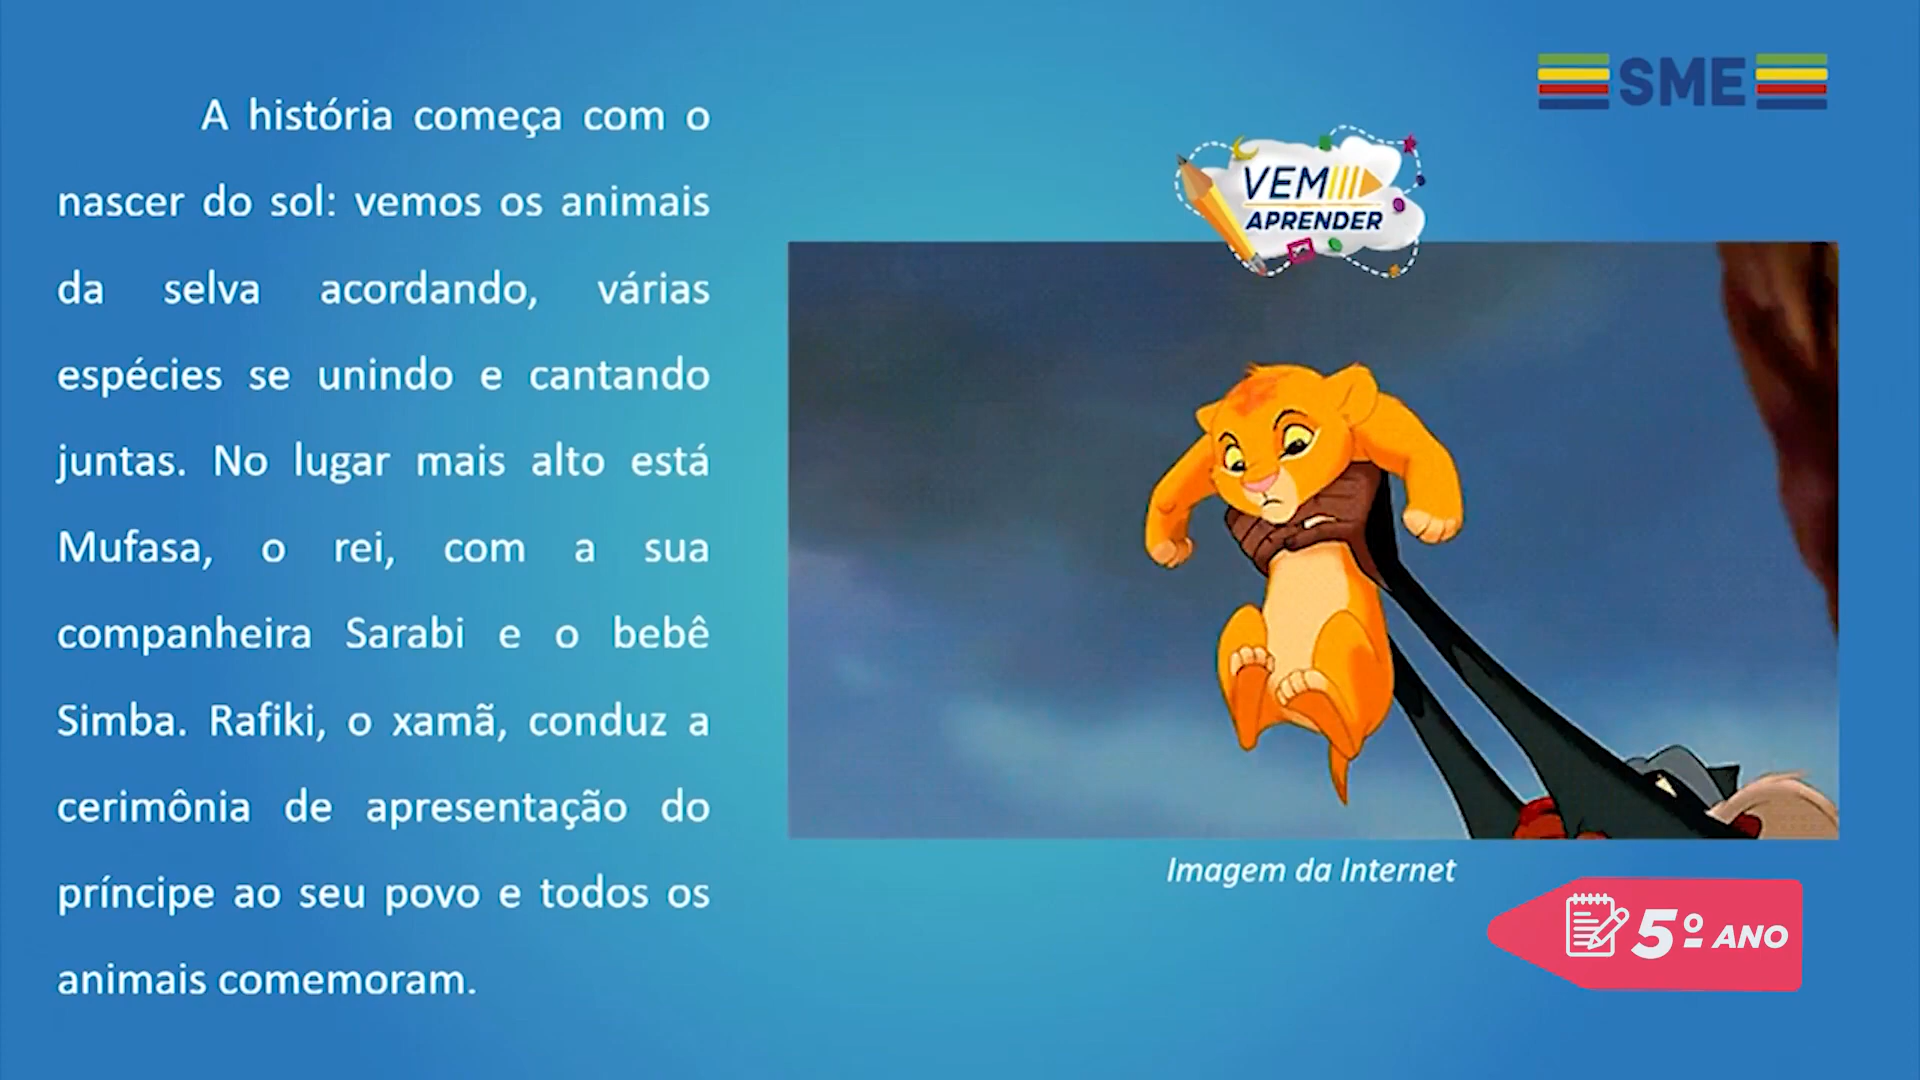 SME
A história começa com o
nascer do sol: vemos os animais
da selva acordando, várias
espécies se unindo e cantando
juntas. No lugar mais alto está
Mufasa, o rei, com a sua
companheira Sarabi e o bebê
Simba. Rafiki, o xamã, conduz a
cerimônia de apresentação do
príncipe ao seu povo e todos os
animais comemoram.
VEM
APRENDER
Imagem da Internet
5º ANO